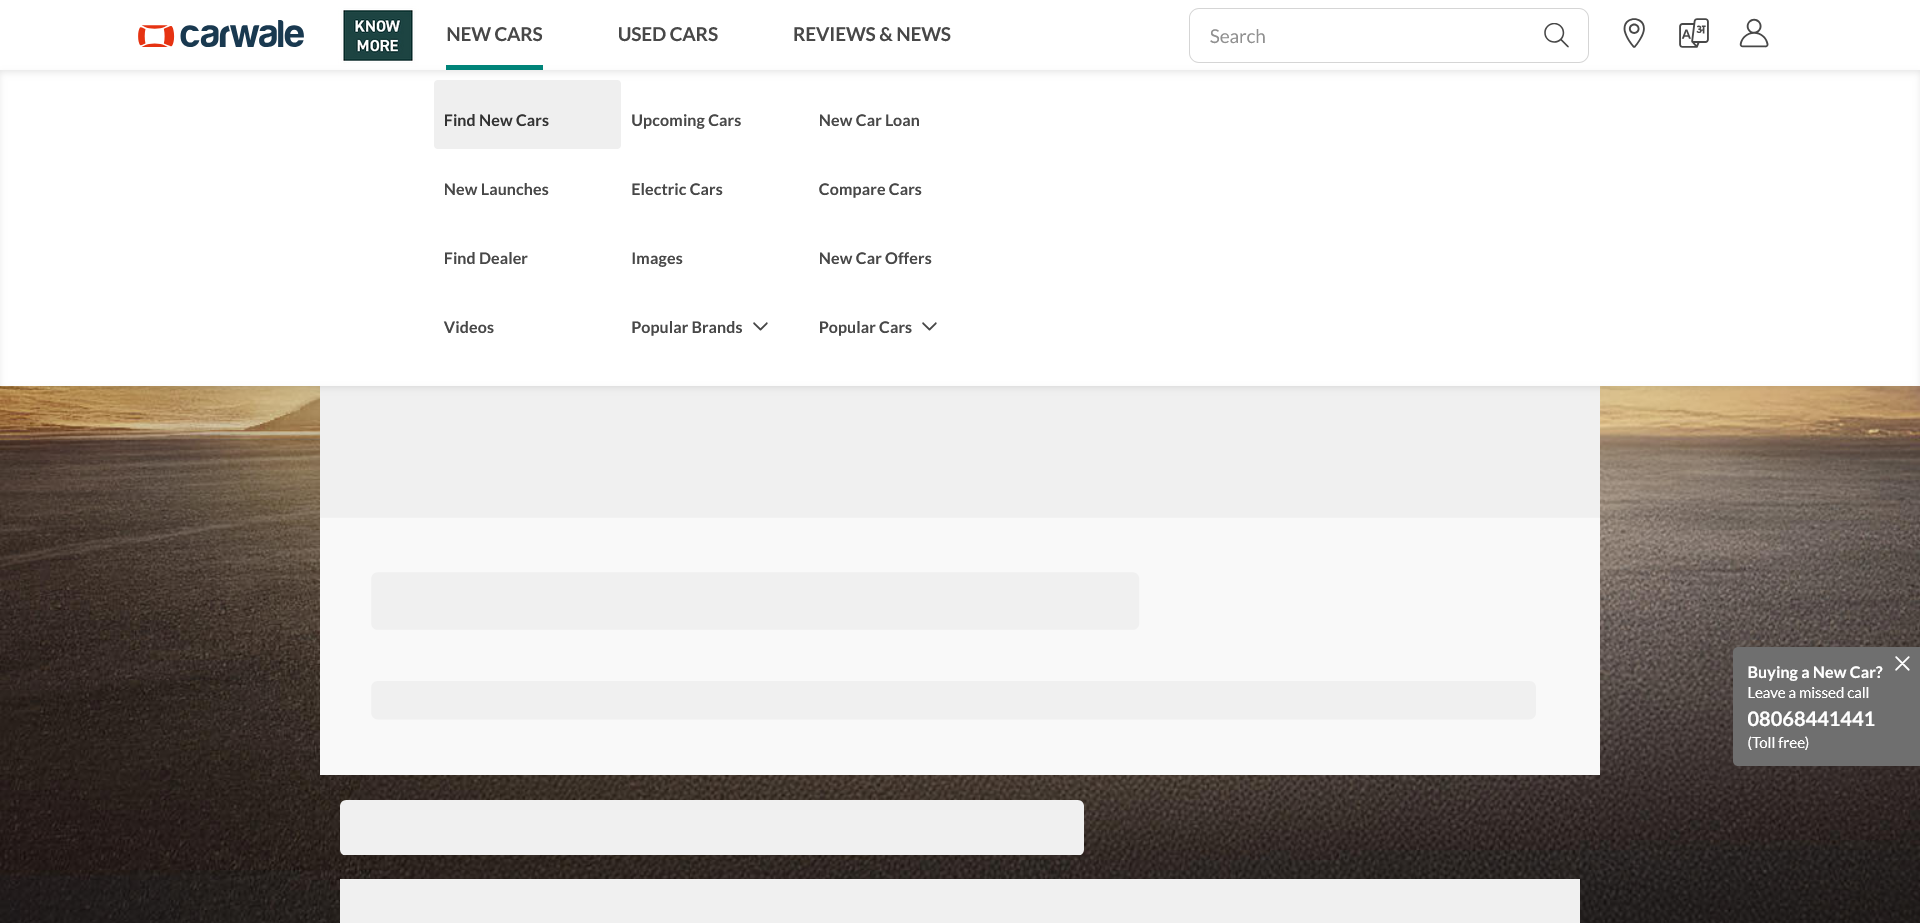 carwale
KNOW
MORE
NEW CARS
USED CARS
REVIEWS & NEWS
Search
A अ
Find New Cars
Upcoming Cars
New Car Loan
New Launches
Electric Cars
Compare Cars
Find Dealer
Images
New Car Offers
Videos
Popular Brands
Popular Cars
Buying a New Car?
Leave a missed call
08068441441
(Toll free)